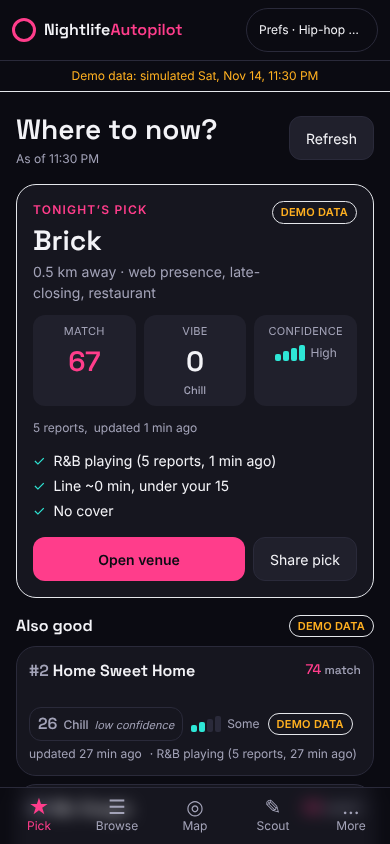 NightlifeAutopilot
Prefs · Hip-hop ...
Demo data: simulated Sat, Nov 14, 11:30 PM
Where to now?
Refresh
As of 11:30 PM
TONIGHT'S PICK
DEMO DATA
Brick
0.5 km away · web presence, late-
closing, restaurant
MATCH
VIBE
CONFIDENCE
67
0
High
Chill
5 reports, updated 1 min ago
✓ R&B playing (5 reports, 1 min ago)
✓ Line ~0 min, under your 15
✓ No cover
Open venue
Share pick
Also good
DEMO DATA
#2 Home Sweet Home
74 match
26 Chill low confidence
Some
DEMO DATA
updated 27 min ago · R&B playing (5 reports, 27 min ago)
Pick
Browse
Map
Scout
More